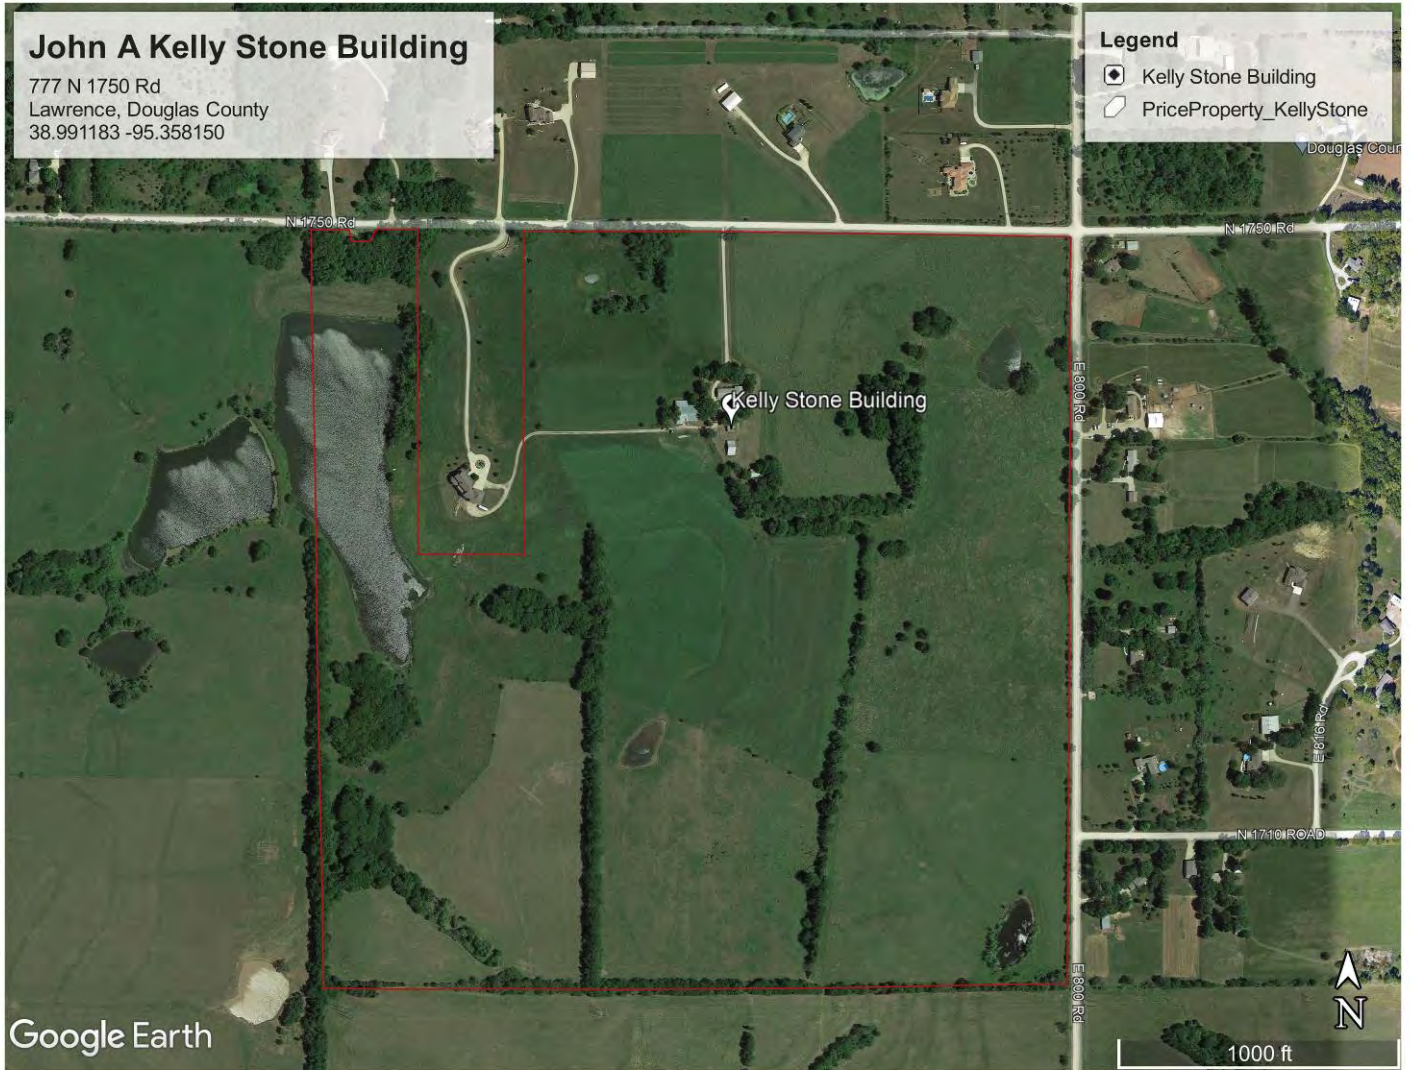 John A Kelly Stone Building
777 N 1750 Rd
Lawrence, Douglas County
38.991183 -95.358150
Legend
Kelly Stone Building
PriceProperty_KellyStone
Douglas Cour
N 1750 Rd
N 1750 Rd
E 800 Rd
Kelly Stone Building
E 816 Rd
N 1710 ROAD
E 800 Rd
N
Google Earth
1000 ft